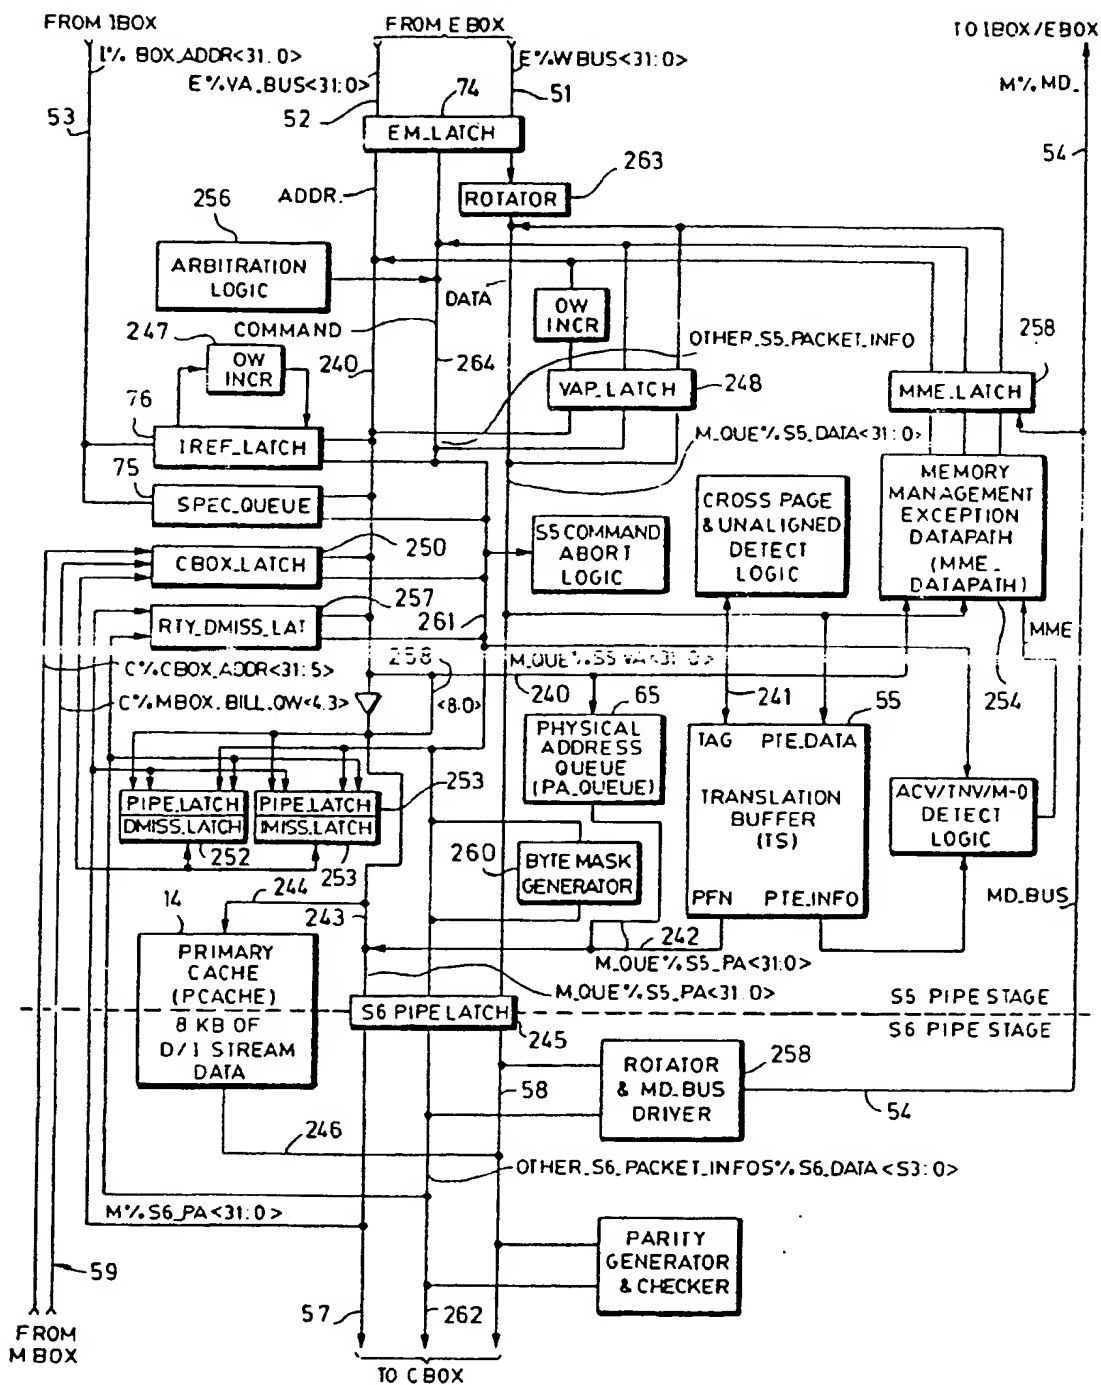 FROM IBOX
FROM E BOX
TO IBOX/EBOX
I%.BOX_ADDR<31:0>
E%.VA_BUS<31:0>
E%.WBUS<31:0>
M%.MD_
74
53
52
51
54
EM_LATCH
263
ADDR.
ROTATOR
256
ARBITRATION
LOGIC
DATA
OW
INCR
COMMAND
247
OTHER_S5_PACKET_INFO
258
OW
INCR
240
264
VAP_LATCH
248
MME_LATCH
76
IREF_LATCH
M_QUE%.S5_DATA<31:0>
75
SPEC_QUEUE
CROSS PAGE
& UNALIGNED
DETECT
LOGIC
MEMORY
MANAGEMENT
EXCEPTION
DATAPATH
(MME_
DATAPATH)
S5 COMMAND
ABORT
LOGIC
250
CBOX_LATCH
257
RTY_DMISS_LAT
261
MME
C%.CBOX_ADDR<31:5>
258
M_QUE%.S5_VA<31:0>
240
241
254
C%.MBOX_BILL_OW<4:3>
<8:0>
65
55
PHYSICAL
ADDRESS
QUEUE
(PA_QUEUE)
TAG PTE.DATA
253
PIPE_LATCH
DMISS_LATCH
PIPE_LATCH
IMISS_LATCH
TRANSLATION
BUFFER
(TS)
ACV/TNV/M-0
DETECT
LOGIC
252
253
260
BYTE MASK
GENERATOR
244
14
243
PFN PTE.INFO
MD_BUS
242
M_QUE%.S5_PA<31:0>
PRIMARY
CACHE
(PCACHE)
8 KB OF
D/I STREAM
DATA
M_QUE%.S5_PA<31:0>
S5 PIPE STAGE
S6 PIPE LATCH
S6 PIPE STAGE
245
258
ROTATOR
& MD_BUS
DRIVER
58
54
246
OTHER_S6_PACKET_INFOS%.S6_DATA<S3:0>
M%.S6_PA<31:0>
PARITY
GENERATOR
& CHECKER
59
57
262
FROM
M BOX
TO C BOX